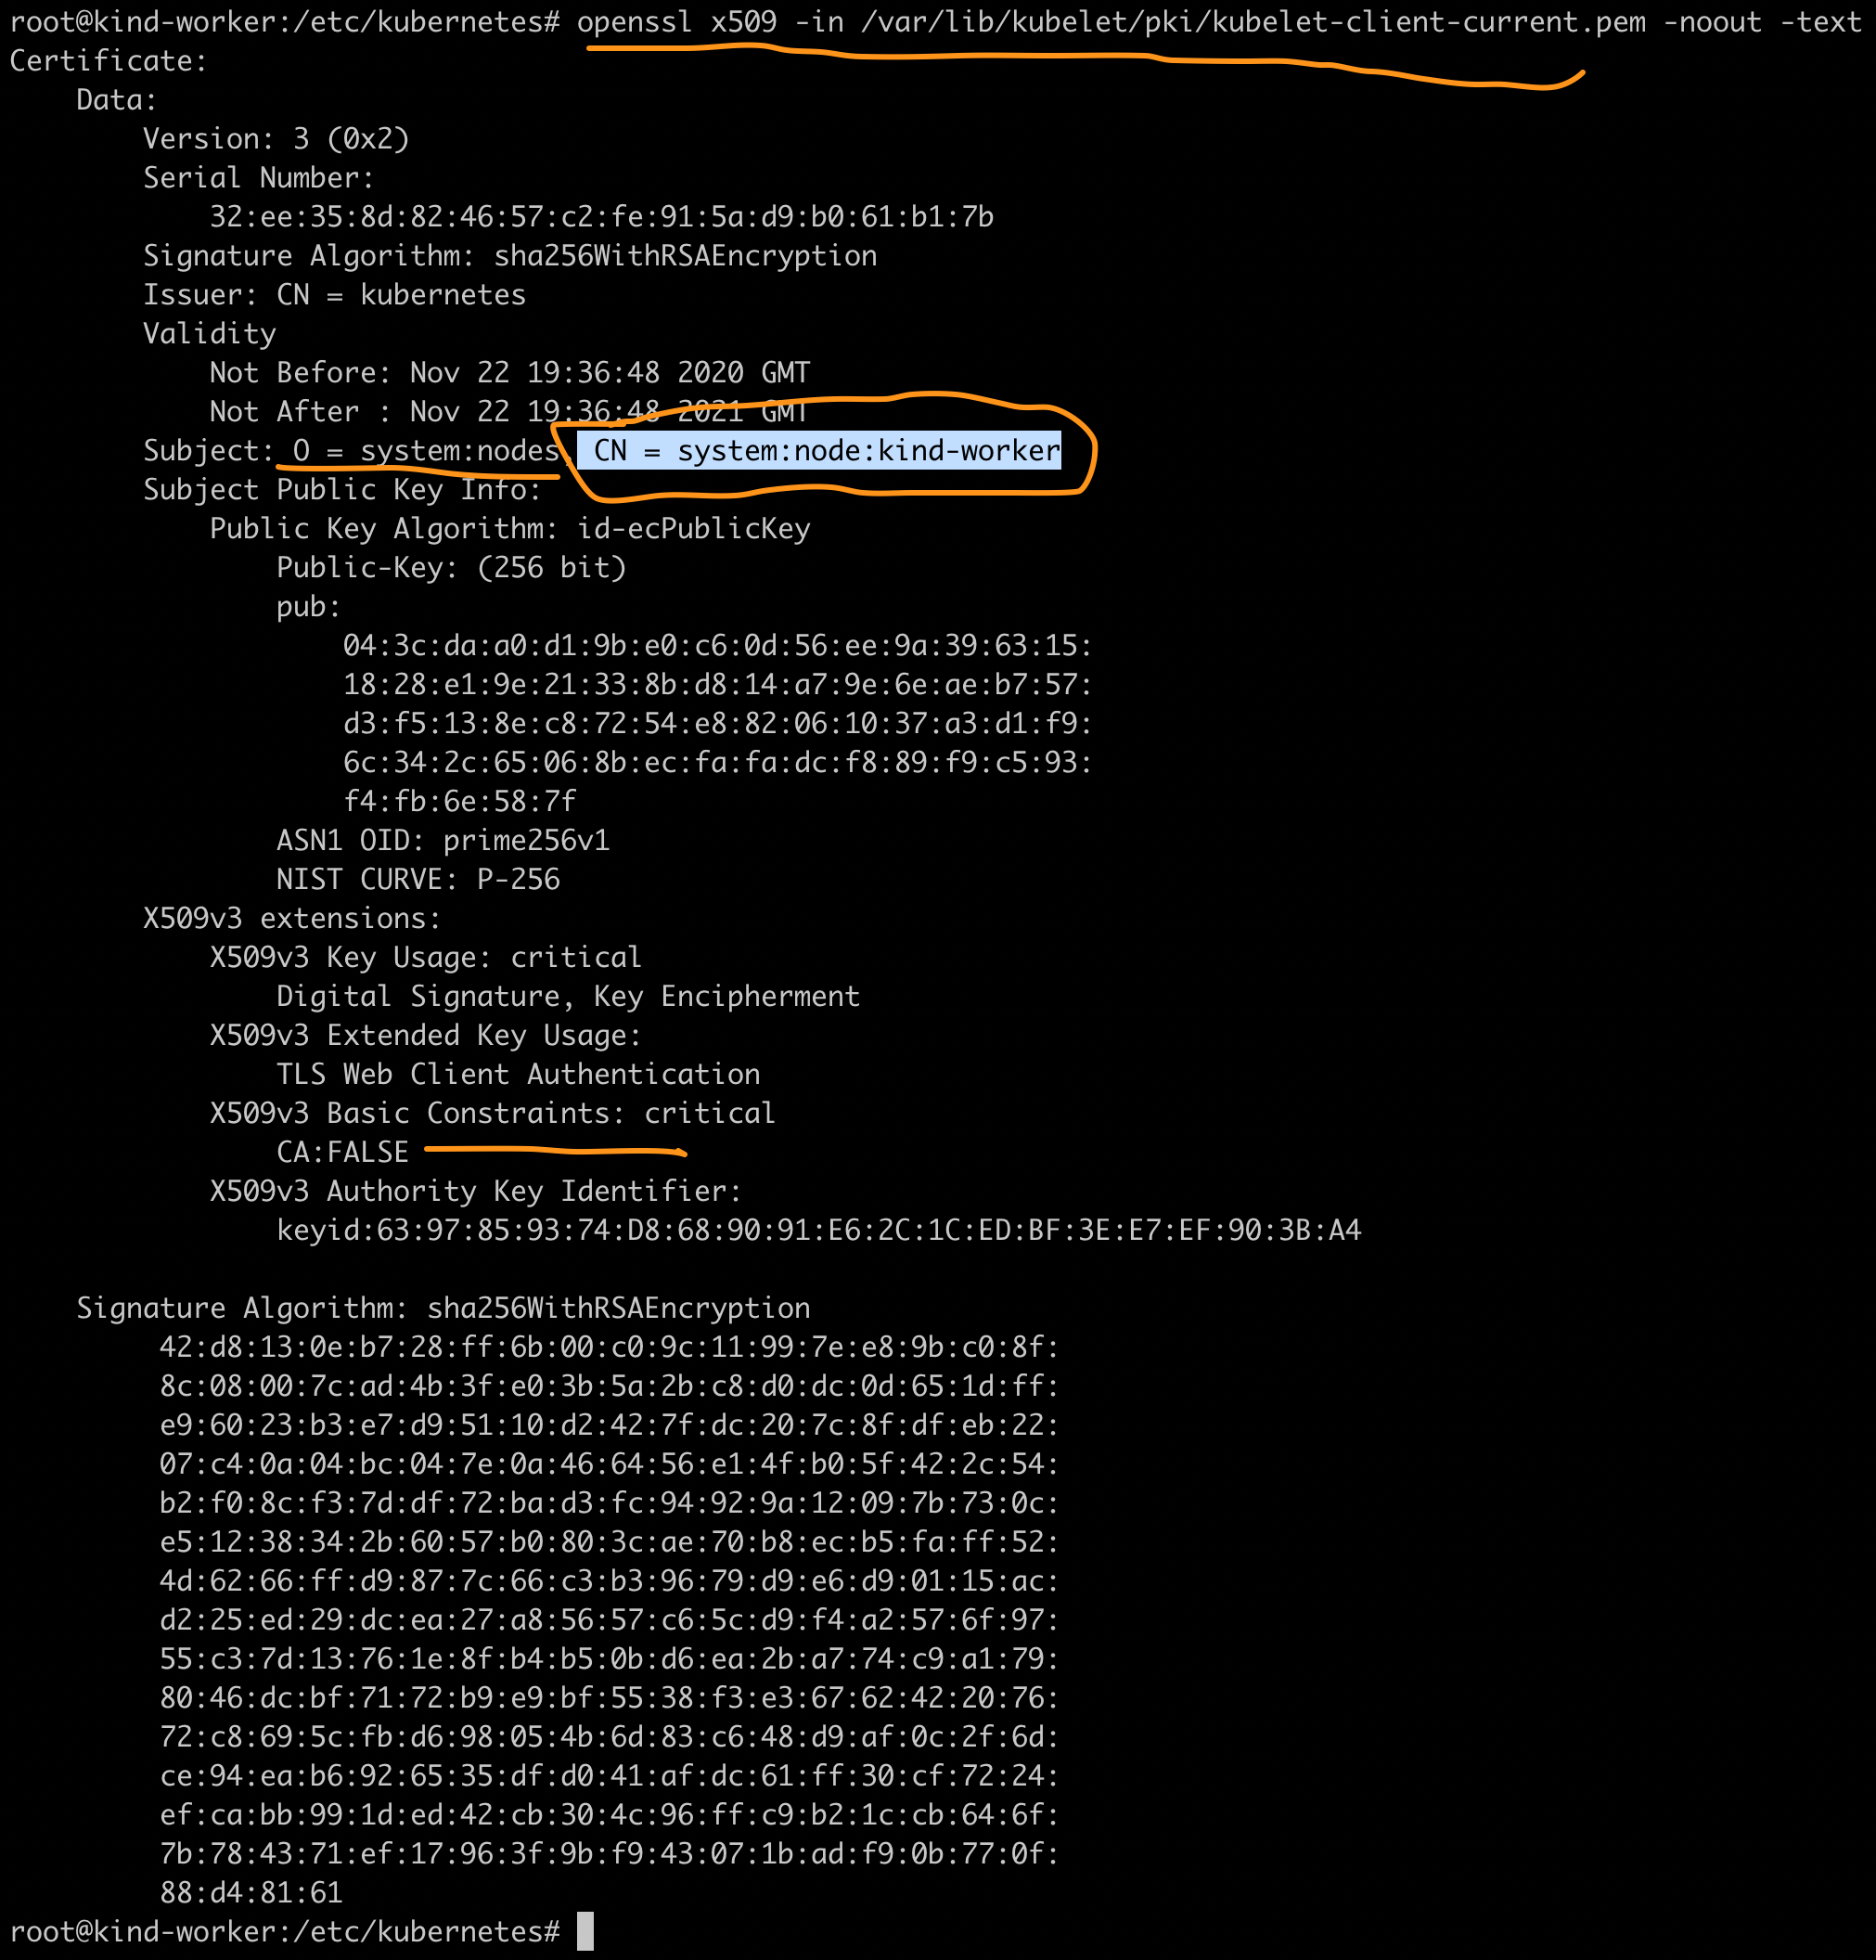 root@kind-worker:/etc/kubernetes# openssl x509 -in /var/lib/kubelet/pki/kubelet-client-current.pem -noout -text
Certificate:
    Data:
        Version: 3 (0x2)
        Serial Number:
            32:ee:35:8d:82:46:57:c2:fe:91:5a:d9:b0:61:b1:7b
        Signature Algorithm: sha256WithRSAEncryption
        Issuer: CN = kubernetes
        Validity
            Not Before: Nov 22 19:36:48 2020 GMT
            Not After : Nov 22 19:36:48 2021 GMT
        Subject: O = system:nodes, CN = system:node:kind-worker
        Subject Public Key Info:
            Public Key Algorithm: id-ecPublicKey
                Public-Key: (256 bit)
                pub:
                    04:3c:da:a0:d1:9b:e0:c6:0d:56:ee:9a:39:63:15:
                    18:28:e1:9e:21:33:8b:d8:14:a7:9e:6e:ae:b7:57:
                    d3:f5:13:8e:c8:72:54:e8:82:06:10:37:a3:d1:f9:
                    6c:34:2c:65:06:8b:ec:fa:fa:dc:f8:89:f9:c5:93:
                    f4:fb:6e:58:7f
                ASN1 OID: prime256v1
                NIST CURVE: P-256
        X509v3 extensions:
            X509v3 Key Usage: critical
                Digital Signature, Key Encipherment
            X509v3 Extended Key Usage:
                TLS Web Client Authentication
            X509v3 Basic Constraints: critical
                CA:FALSE
            X509v3 Authority Key Identifier:
                keyid:63:97:85:93:74:D8:68:90:91:E6:2C:1C:ED:BF:3E:E7:EF:90:3B:A4
    Signature Algorithm: sha256WithRSAEncryption
         42:d8:13:0e:b7:28:ff:6b:00:c0:9c:11:99:7e:e8:9b:c0:8f:
         8c:08:00:7c:ad:4b:3f:e0:3b:5a:2b:c8:d0:dc:0d:65:1d:ff:
         e9:60:23:b3:e7:d9:51:10:d2:42:7f:dc:20:7c:8f:df:eb:22:
         07:c4:0a:04:bc:04:7e:0a:46:64:56:e1:4f:b0:5f:42:2c:54:
         b2:f0:8c:f3:7d:df:72:ba:d3:fc:94:92:9a:12:09:7b:73:0c:
         e5:12:38:34:2b:60:57:b0:80:3c:ae:70:b8:ec:b5:fa:ff:52:
         4d:62:66:ff:d9:87:7c:66:c3:b3:96:79:d9:e6:d9:01:15:ac:
         d2:25:ed:29:dc:ea:27:a8:56:57:c6:5c:d9:f4:a2:57:6f:97:
         55:c3:7d:13:76:1e:8f:b4:b5:0b:d6:ea:2b:a7:74:c9:a1:79:
         80:46:dc:bf:71:72:b9:e9:bf:55:38:f3:e3:67:62:42:20:76:
         72:c8:69:5c:fb:d6:98:05:4b:6d:83:c6:48:d9:af:0c:2f:6d:
         ce:94:ea:b6:92:65:35:df:d0:41:af:dc:61:ff:30:cf:72:24:
         ef:ca:bb:99:1d:ed:42:cb:30:4c:96:ff:c9:b2:1c:cb:64:6f:
         7b:78:43:71:ef:17:96:3f:9b:f9:43:07:1b:ad:f9:0b:77:0f:
         88:d4:81:61
root@kind-worker:/etc/kubernetes#